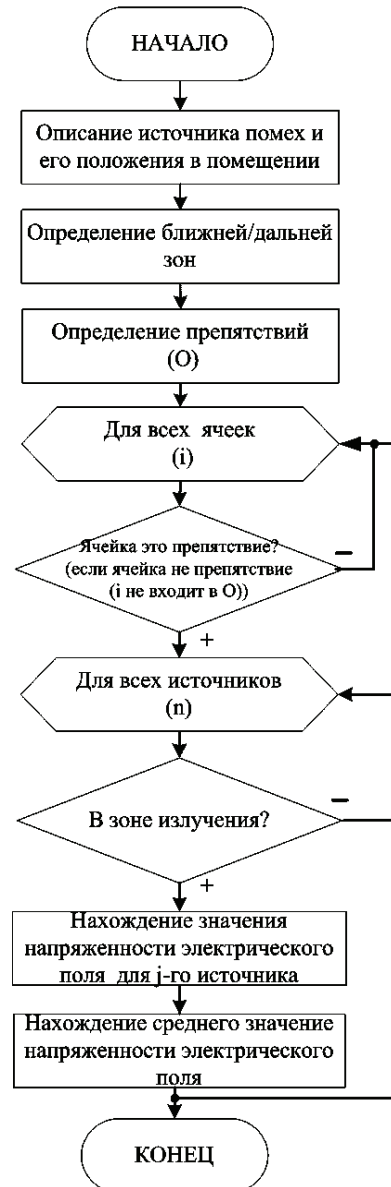 НАЧАЛО
Описание источника помех и
его положения в помещении
Определение ближней/дальней
зон
Определение препятствий
(О)
Для всех ячеек
(i)
Ячейка это препятствие?
(если ячейка не препятствие
(i не входит в О))
–
+
Для всех источников
(n)
В зоне излучения?
–
+
Нахождение значения
напряженности электрического
поля для j-го источника
Нахождение среднего значение
напряженности электрического
поля
КОНЕЦ